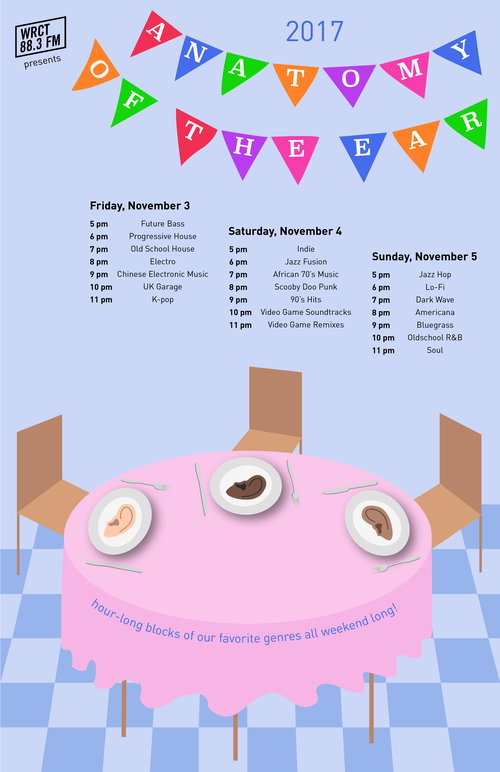 WRCT
88.3 FM
presents
2017
ANATOMY
OF THE EAR
Friday, November 3
5 pm Future Bass
6 pm Progressive House
7 pm Old School House
8 pm Electro
9 pm Chinese Electronic Music
10 pm UK Garage
11 pm K-pop
Saturday, November 4
5 pm Indie
6 pm Jazz Fusion
7 pm African 70's Music
8 pm Scooby Doo Punk
9 pm 90's Hits
10 pm Video Game Soundtracks
11 pm Video Game Remixes
Sunday, November 5
5 pm Jazz Hop
6 pm Lo-Fi
7 pm Dark Wave
8 pm Americana
9 pm Bluegrass
10 pm Oldschool R&B
11 pm Soul
hour-long blocks of our favorite genres all weekend long!